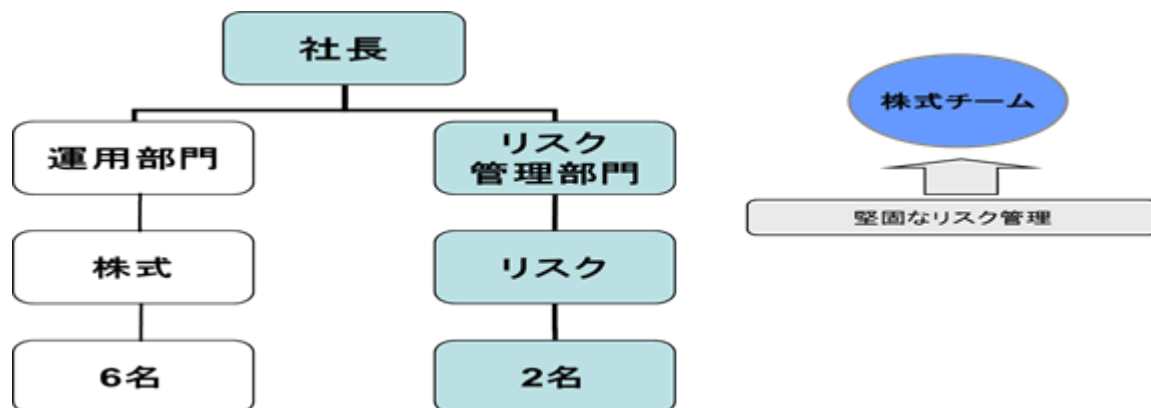 社長
運用部門
リスク
管理部門
株式
リスク
6名
2名
株式チーム
堅固なリスク管理